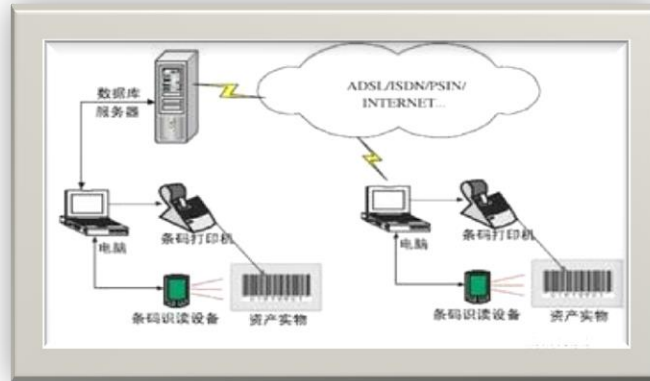 数据库
服务器
ADSL/ISDN/PSIN/
INTERNET...
电脑
条码打印机
条码识读设备
资产实物
电脑
条码打印机
条码识读设备
资产实物